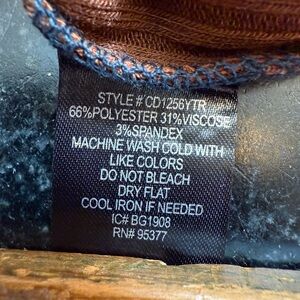 STYLE # CD1256YTR
66%POLYESTER 31%VISCOSE
3%SPANDEX
MACHINE WASH COLD WITH
LIKE COLORS
DO NOT BLEACH
DRY FLAT
COOL IRON IF NEEDED
IC# BG1908
RN# 95377